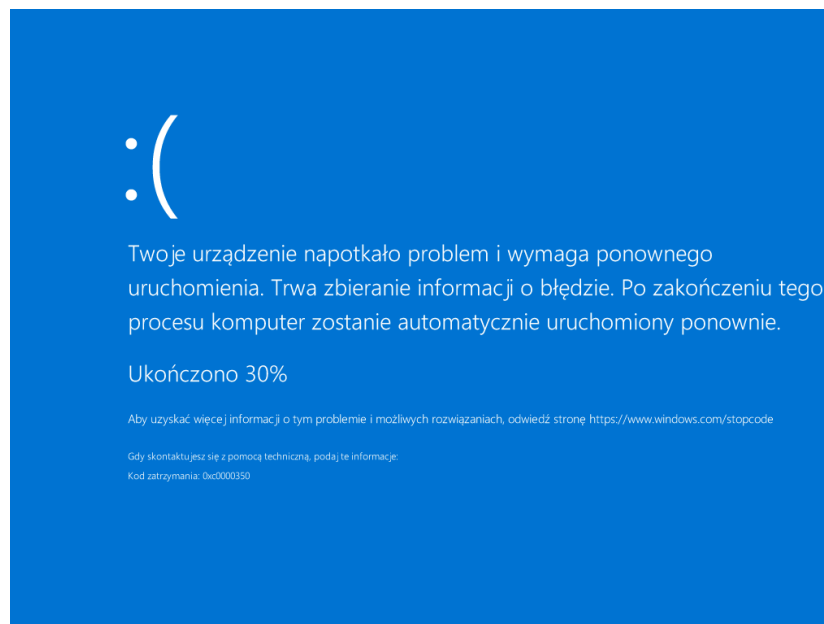 :(
Twoje urządzenie napotkało problem i wymaga ponownego
uruchomienia. Trwa zbieranie informacji o błędzie. Po zakończeniu tego
procesu komputer zostanie automatycznie uruchomiony ponownie.
Ukończono 30%
Aby uzyskać więcej informacji o tym problemie i możliwych rozwiązaniach, odwiedź stronę https://www.windows.com/stopcode
Gdy skontaktujesz się z pomocą techniczną, podaj te informacje:
Kod zatrzymania: 0xc0000350